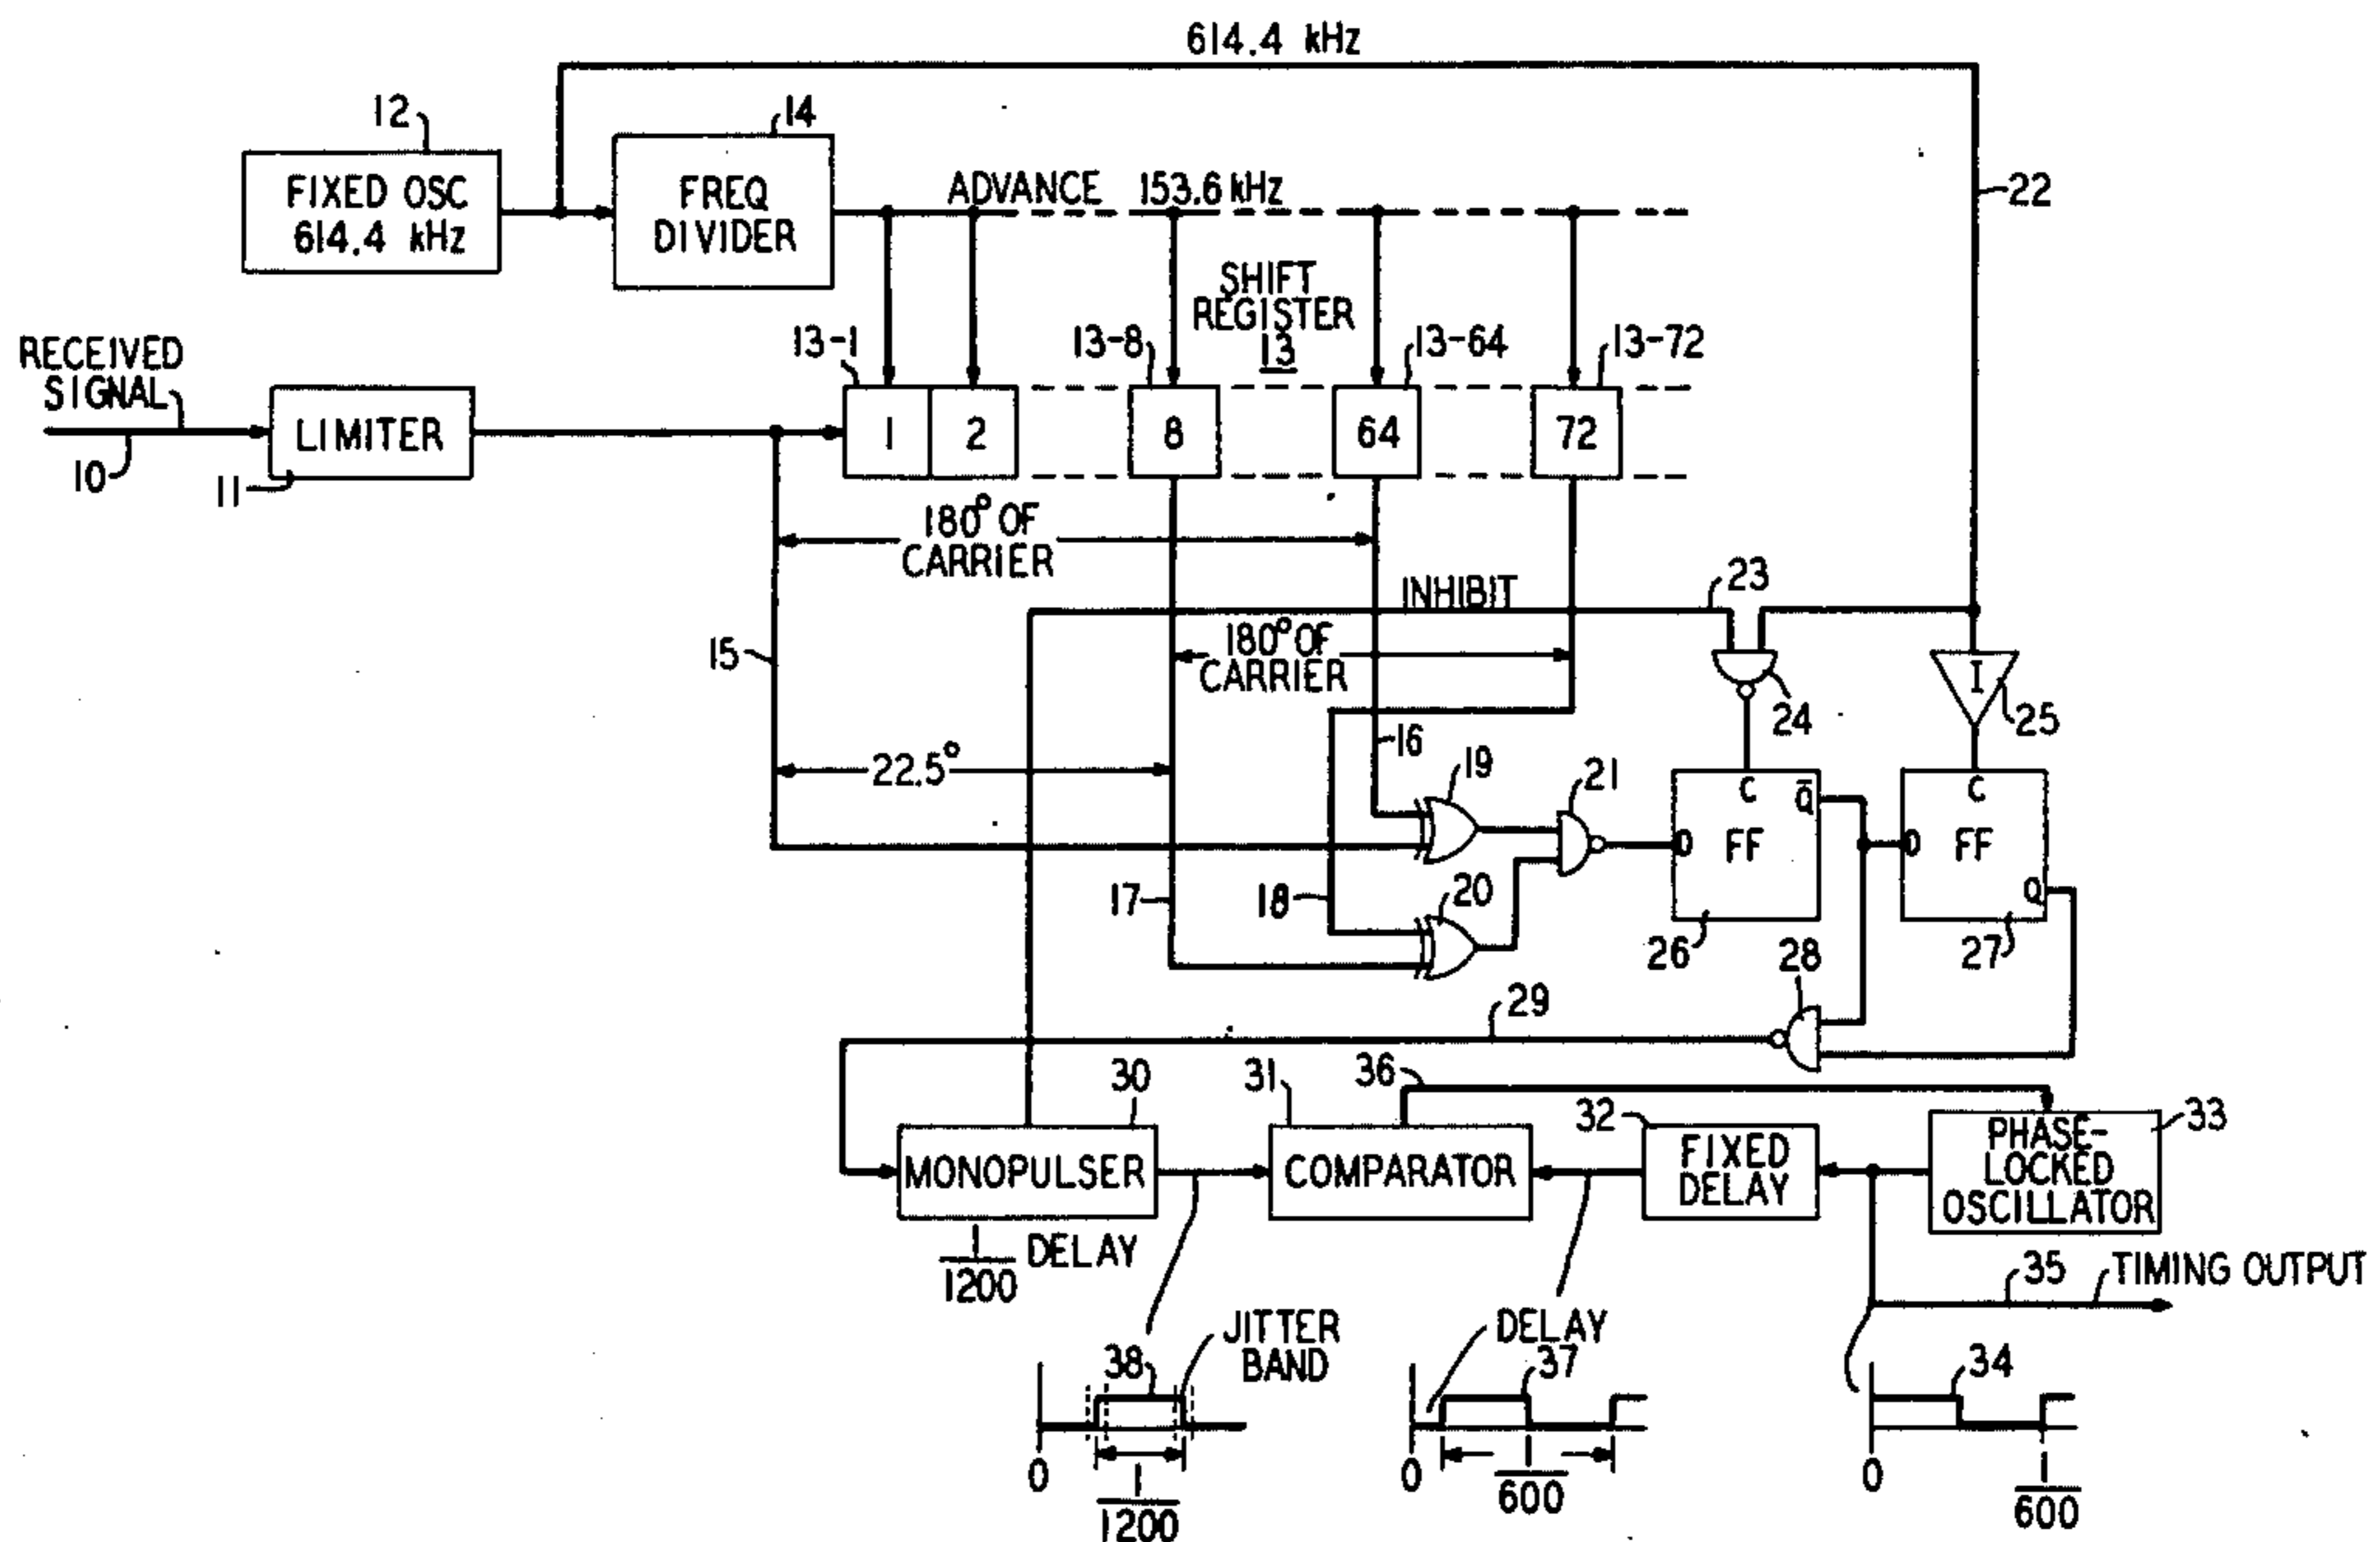 614.4 kHz
12
14
FIXED OSC
614.4 kHz
FREQ
DIVIDER
ADVANCE 153.6 kHz
22
SHIFT
REGISTER
13
13-1
13-8
13-64
13-72
RECEIVED
SIGNAL
10
LIMITER
11
1
2
8
64
72
180° OF
CARRIER
INHIBIT
23
15
180° OF
CARRIER
I
24
25
22.5°
16
19
21
C
Q̄
D
FF
26
C
D
FF
Q
27
17
18
20
28
29
30
31
36
32
33
MONOPULSER
COMPARATOR
FIXED
DELAY
PHASE-
LOCKED
OSCILLATOR
1
1200
DELAY
35
TIMING OUTPUT
38
JITTER
BAND
DELAY
37
34
0
1
1200
0
1
600
0
1
600